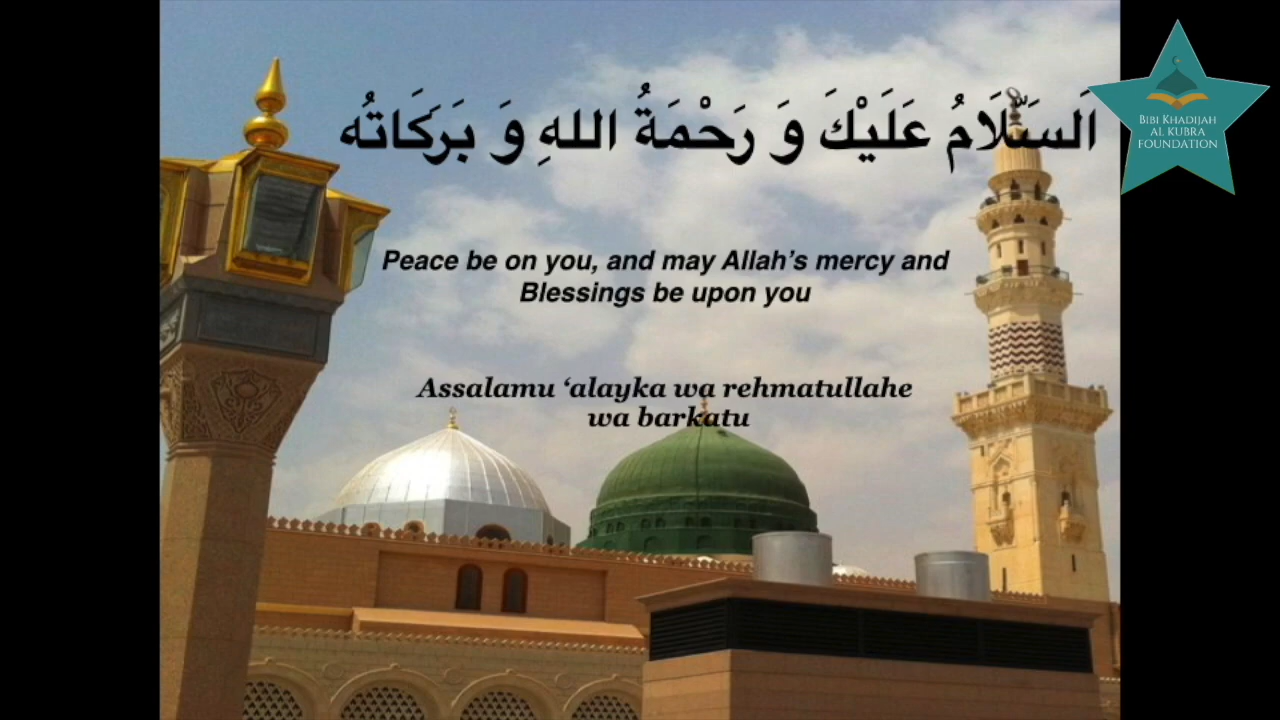 اَلسَّلَامُ عَلَيْكَ وَ رَحْمَةُ اللهِ وَ بَرَكَاتُه
Peace be on you, and may Allah’s mercy and
Blessings be upon you
Assalamu ‘alayka wa rehmatullahe
wa barkatu
BIBI KHADIJAH
AL KUBRA
FOUNDATION